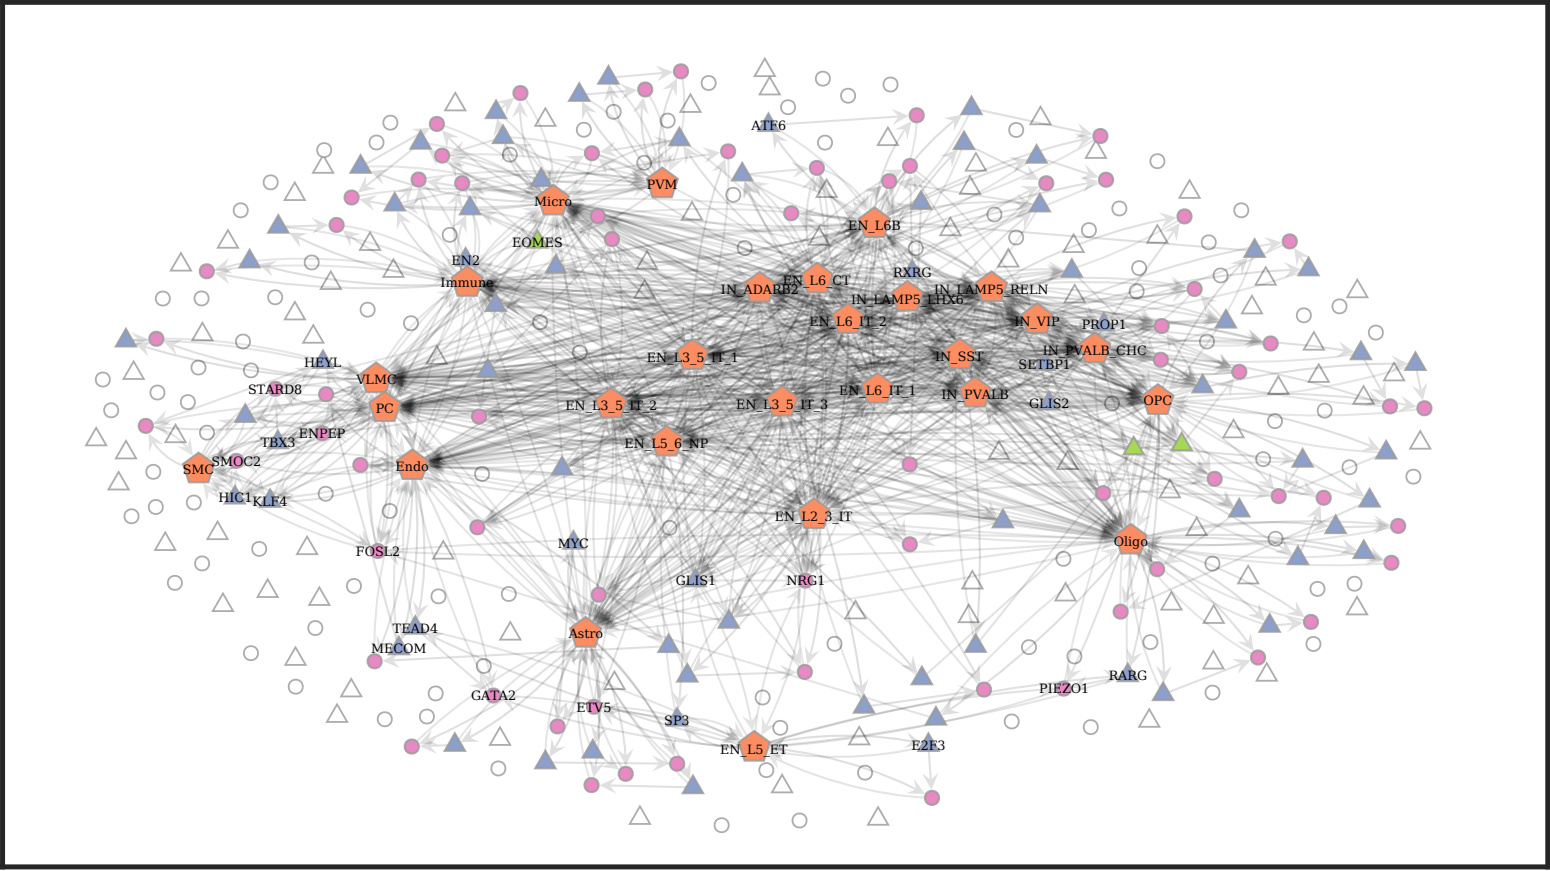 ATF6
PVM
Micro
EN_L6B
EOMES
EN2
RXRG
Immune
EN_L6_CT
IN_ADARB2
IN_LAMP5_RELN
IN_LAMP5_LHX6
EN_L6_IT_2
IN_VIP
PROP1
IN_PVALB_CHC
EN_L3_5_IT_1
IN_SST
SETBP1
HEYL
VLMC
STARD8
EN_L6_IT_1
IN_PVALB
GLIS2
OPC
PC
EN_L3_5_IT_2
EN_L3_5_IT_3
ENPEP
TBX3
EN_L5_6_NP
SMOC2
SMC
Endo
HIC1
KLF4
EN_L2_3_IT
MYC
Oligo
FOSL2
GLIS1
NRG1
TEAD4
Astro
MECOM
RARG
PIEZO1
GATA2
ETV5
SP3
EN_L5_ET
E2F3